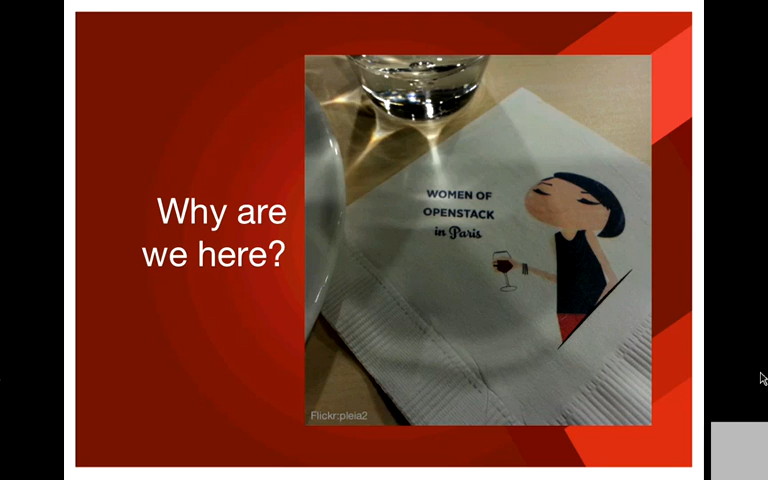 Why are
we here?
WOMEN OF
OPENSTACK
in Paris
Flickr:pleia2